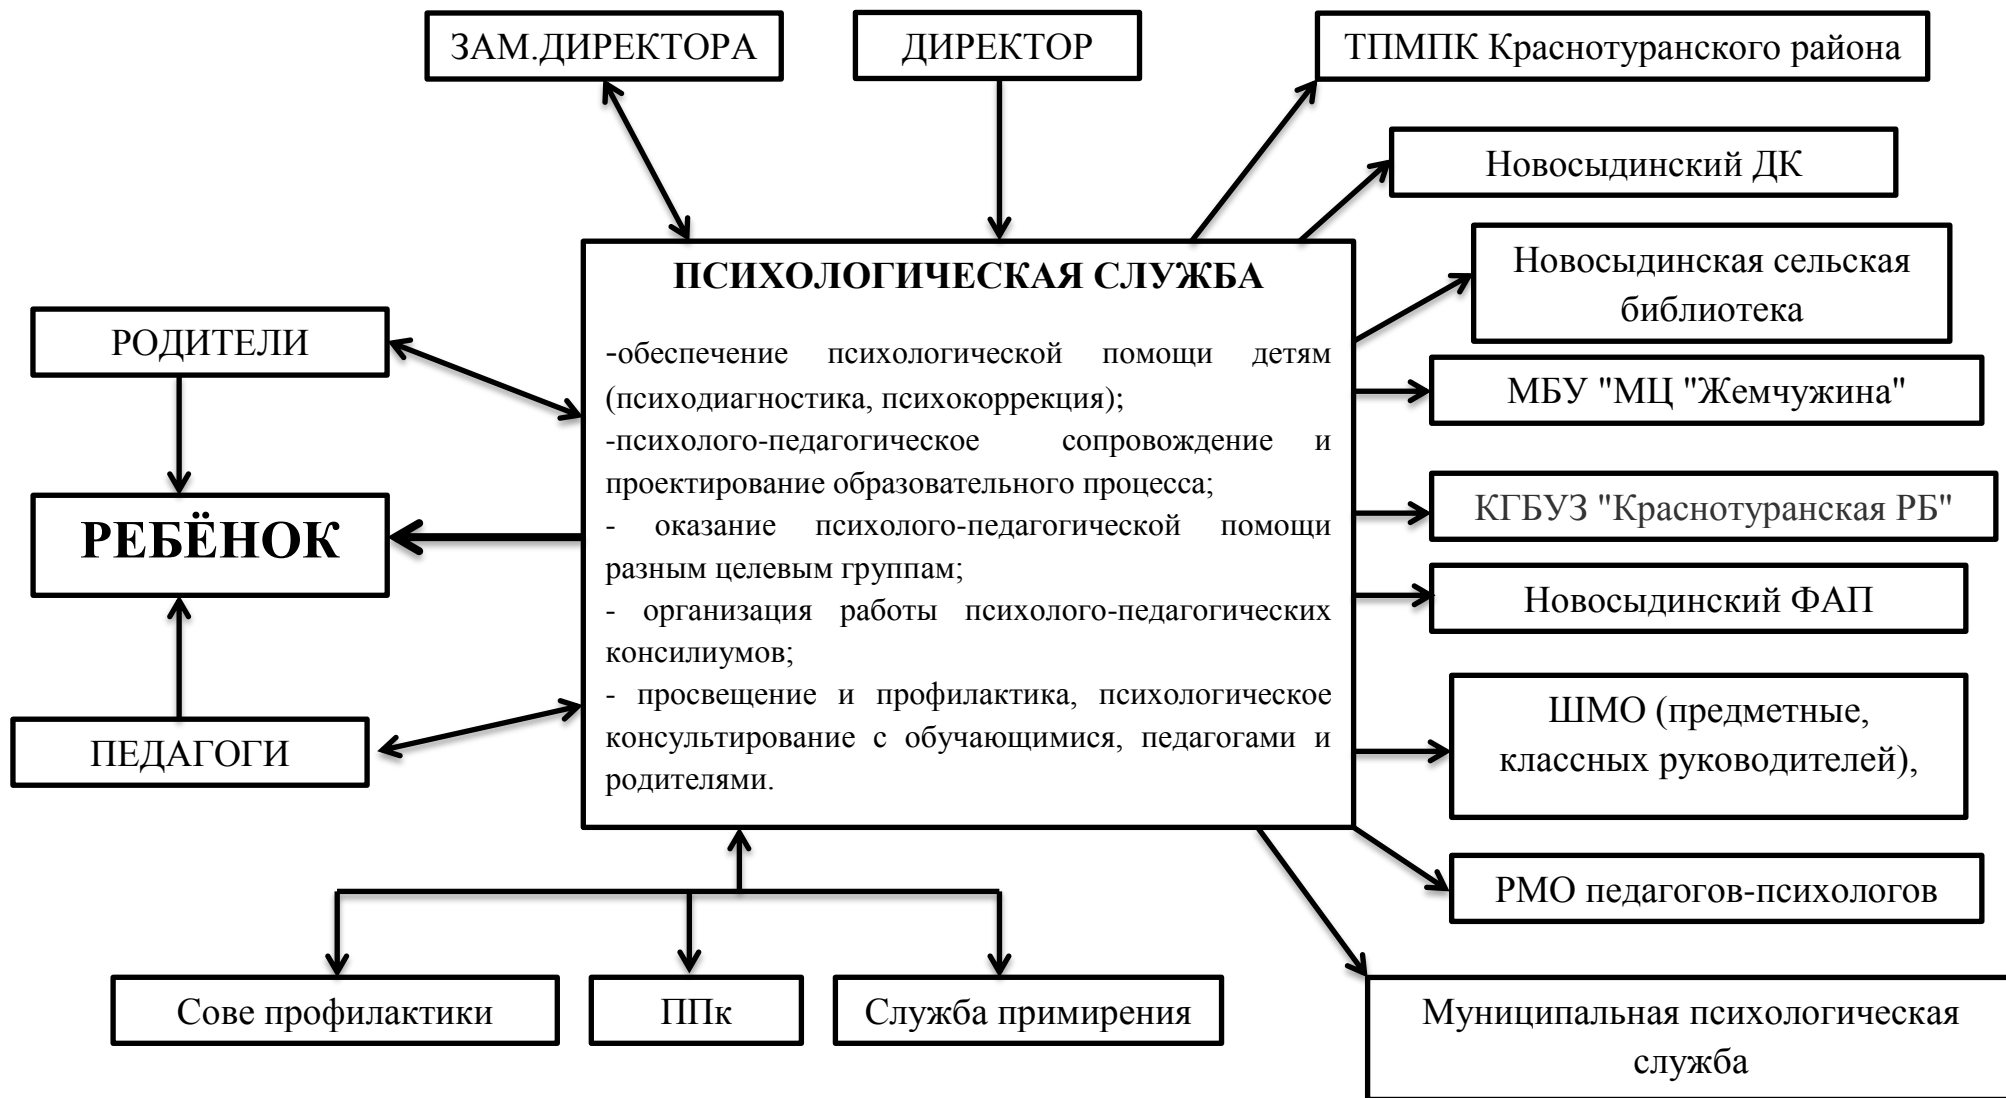 ЗАМ.ДИРЕКТОРА
ДИРЕКТОР
ТПМПК Краснотуранского района
Новосыдинский ДК
Новосыдинская сельская
библиотека
МБУ "МЦ "Жемчужина"
КГБУЗ "Краснотуранская РБ"
Новосыдинский ФАП
ШМО (предметные,
классных руководителей),
РМО педагогов-психологов
Муниципальная психологическая
служба
ПСИХОЛОГИЧЕСКАЯ СЛУЖБА
-обеспечение психологической помощи детям
(психодиагностика, психокоррекция);
-психолого-педагогическое сопровождение и
проектирование образовательного процесса;
- оказание психолого-педагогической помощи
разным целевым группам;
- организация работы психолого-педагогических
консилиумов;
- просвещение и профилактика, психологическое
консультирование с обучающимися, педагогами и
родителями.
РОДИТЕЛИ
РЕБЁНОК
ПЕДАГОГИ
Сове профилактики
ППк
Служба примирения